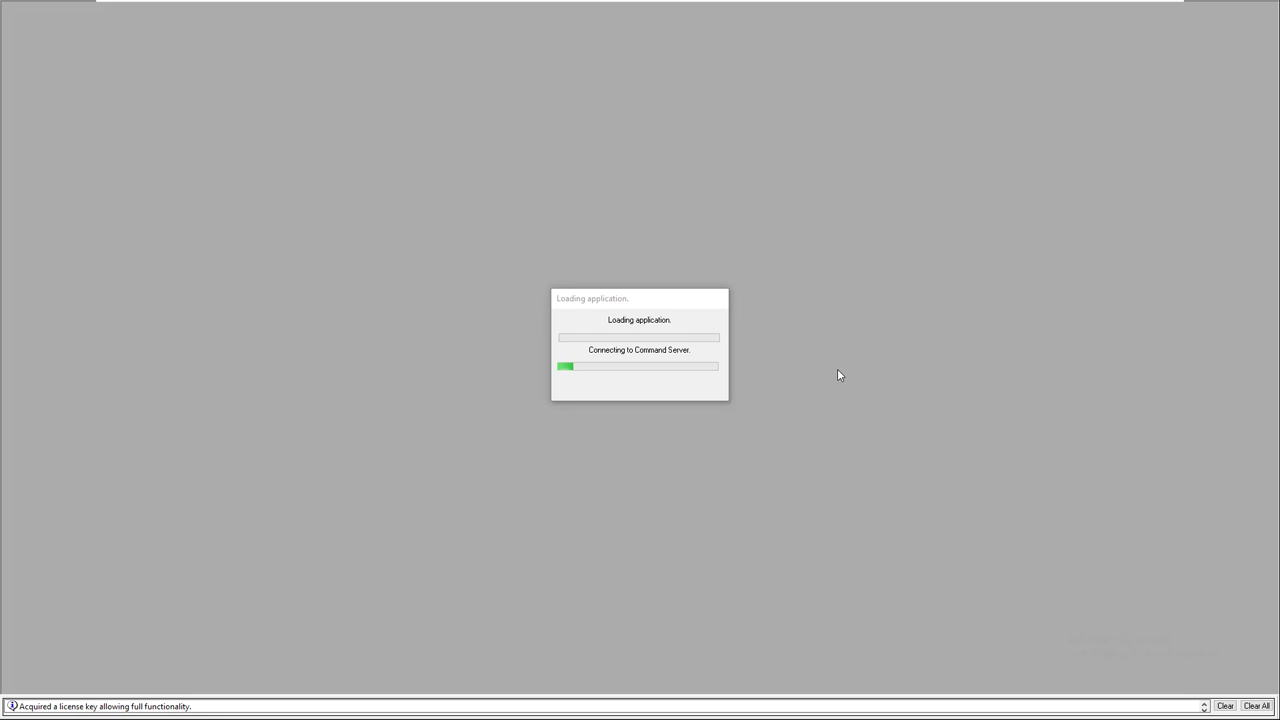 Loading application.
Loading application.
Connecting to Command Server.
Acquired a license key allowing full functionality.
Clear
Clear All